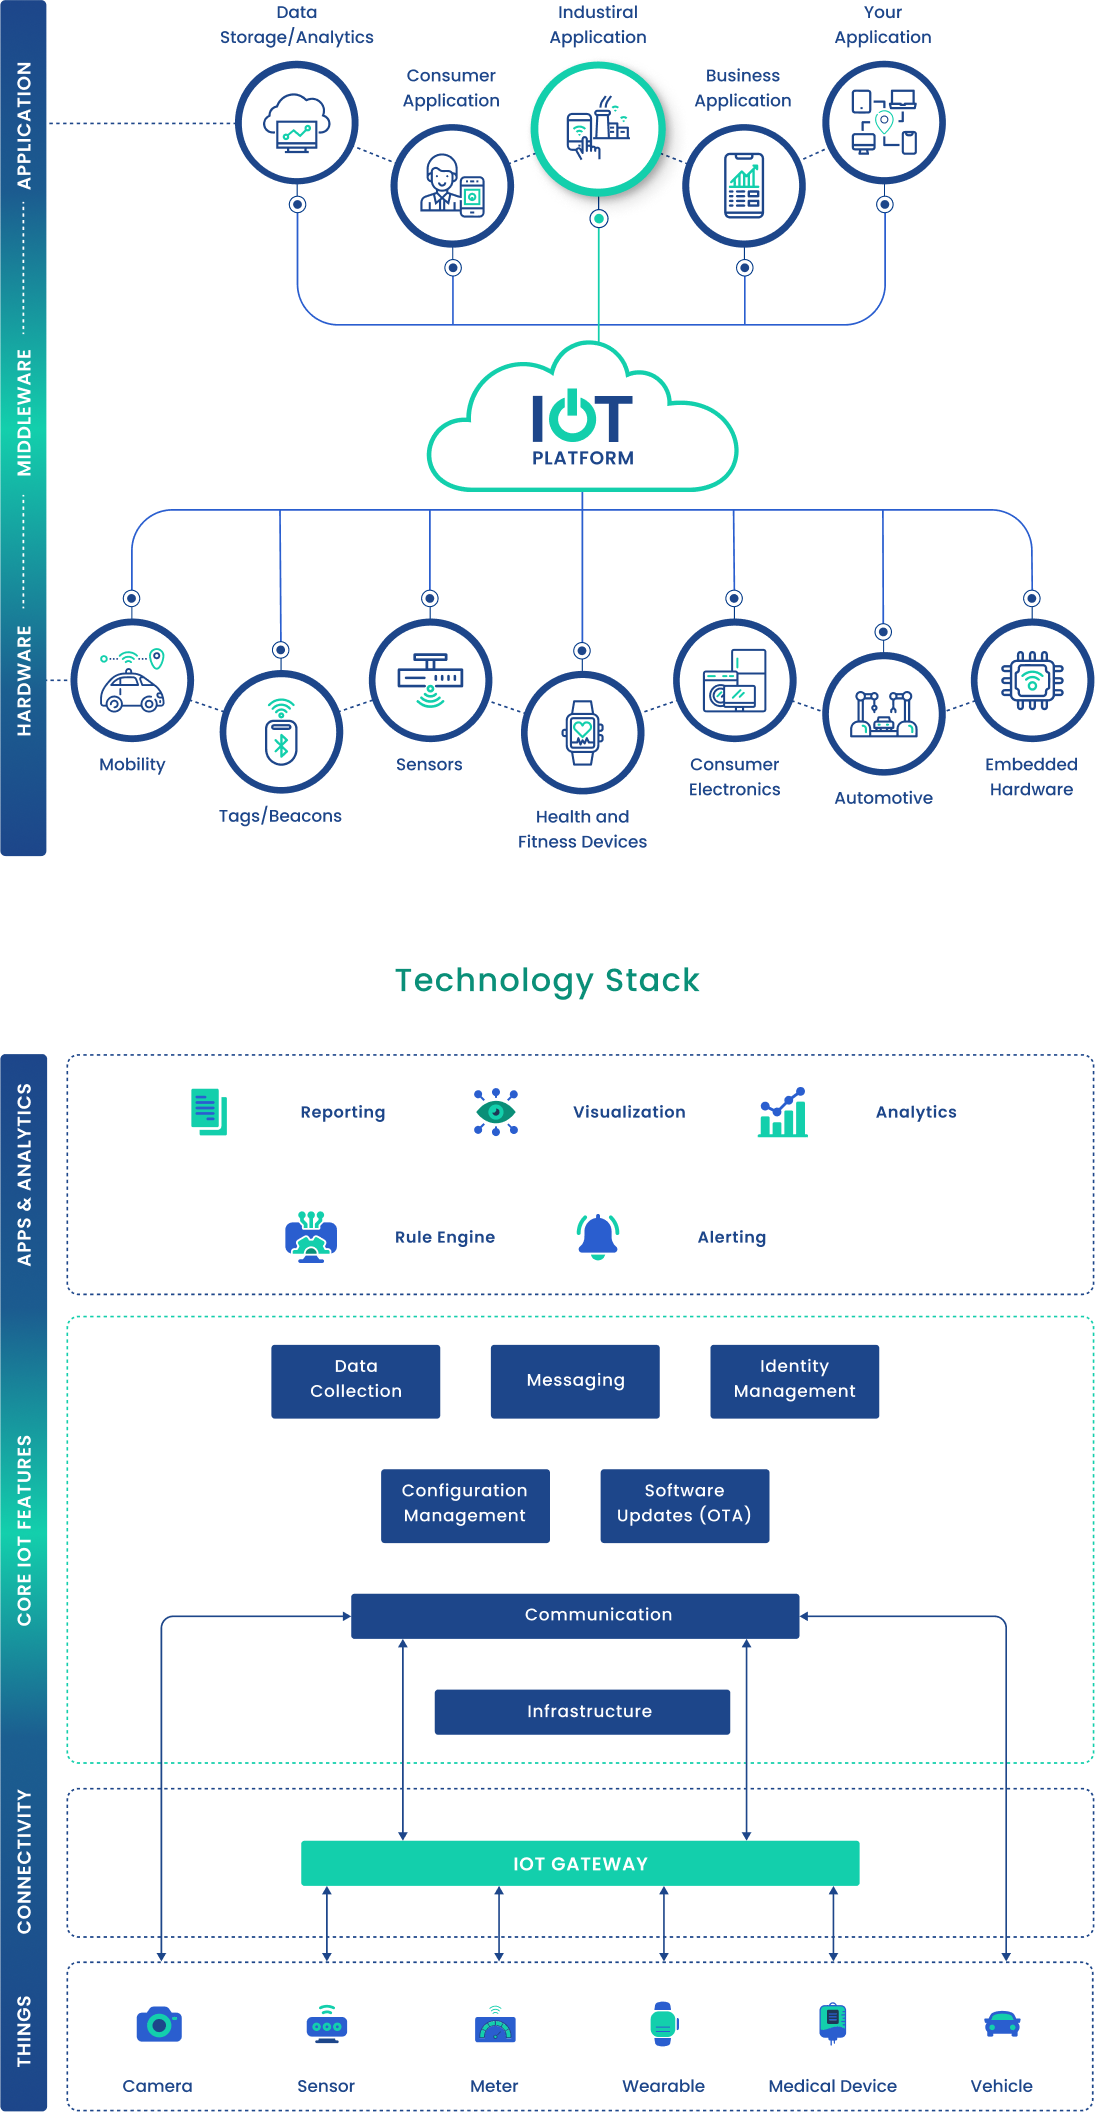 APPLICATION
MIDDLEWARE
HARDWARE
Data
Storage/Analytics
Consumer
Application
Industiral
Application
Business
Application
Your
Application
IOT
PLATFORM
Mobility
Tags/Beacons
Sensors
Health and
Fitness Devices
Consumer
Electronics
Automotive
Embedded
Hardware
Technology Stack
APPS & ANALYTICS
Reporting
Visualization
Analytics
Rule Engine
Alerting
CORE IOT FEATURES
Data
Collection
Messaging
Identity
Management
Configuration
Management
Software
Updates (OTA)
Communication
Infrastructure
CONNECTIVITY
IOT GATEWAY
THINGS
Camera
Sensor
Meter
Wearable
Medical Device
Vehicle